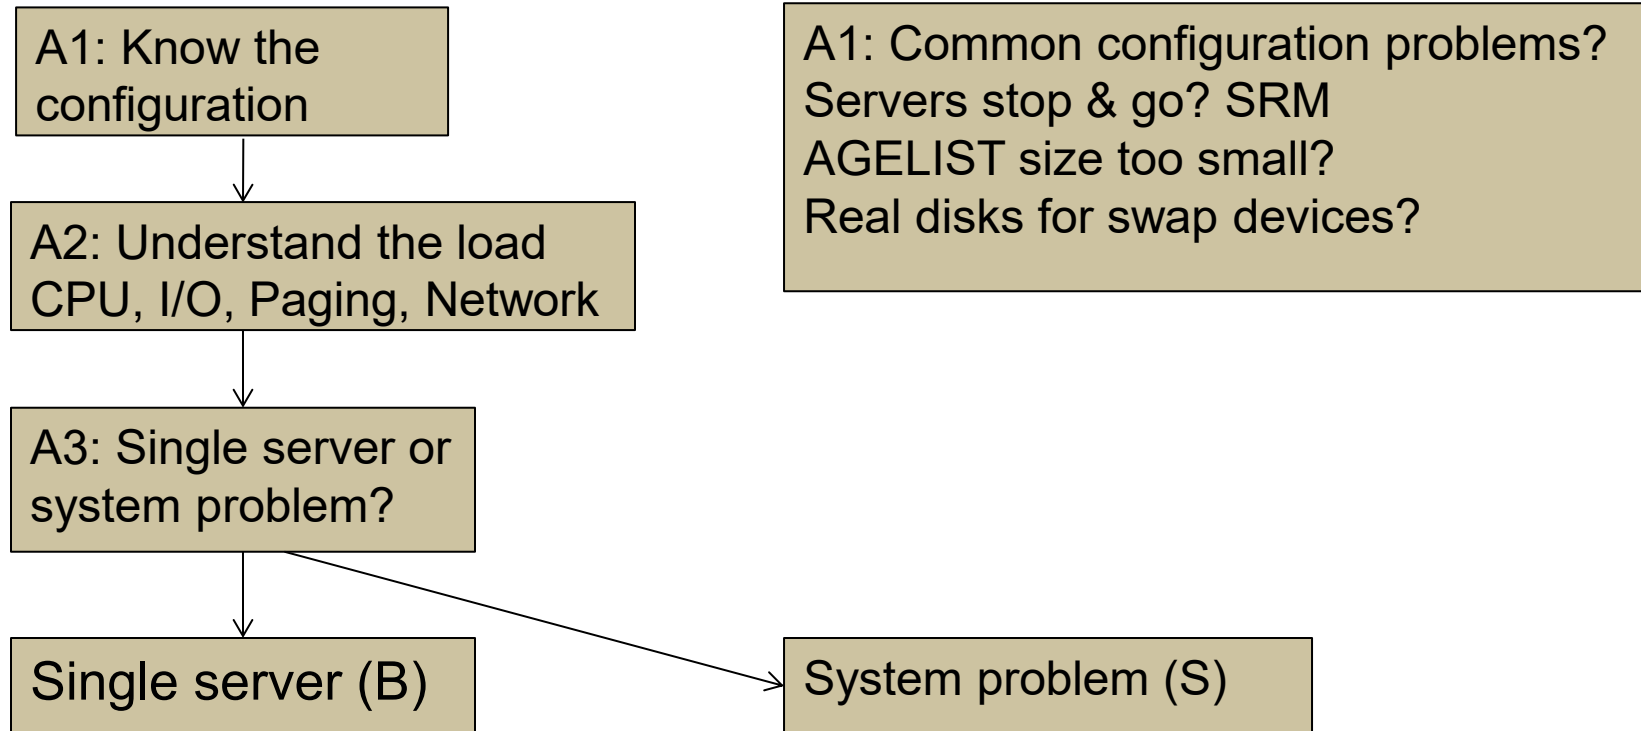 A1: Know the
configuration
A2: Understand the load
CPU, I/O, Paging, Network
A3: Single server or
system problem?
Single server (B)
A1: Common configuration problems?
Servers stop & go? SRM
AGELIST size too small?
Real disks for swap devices?
System problem (S)